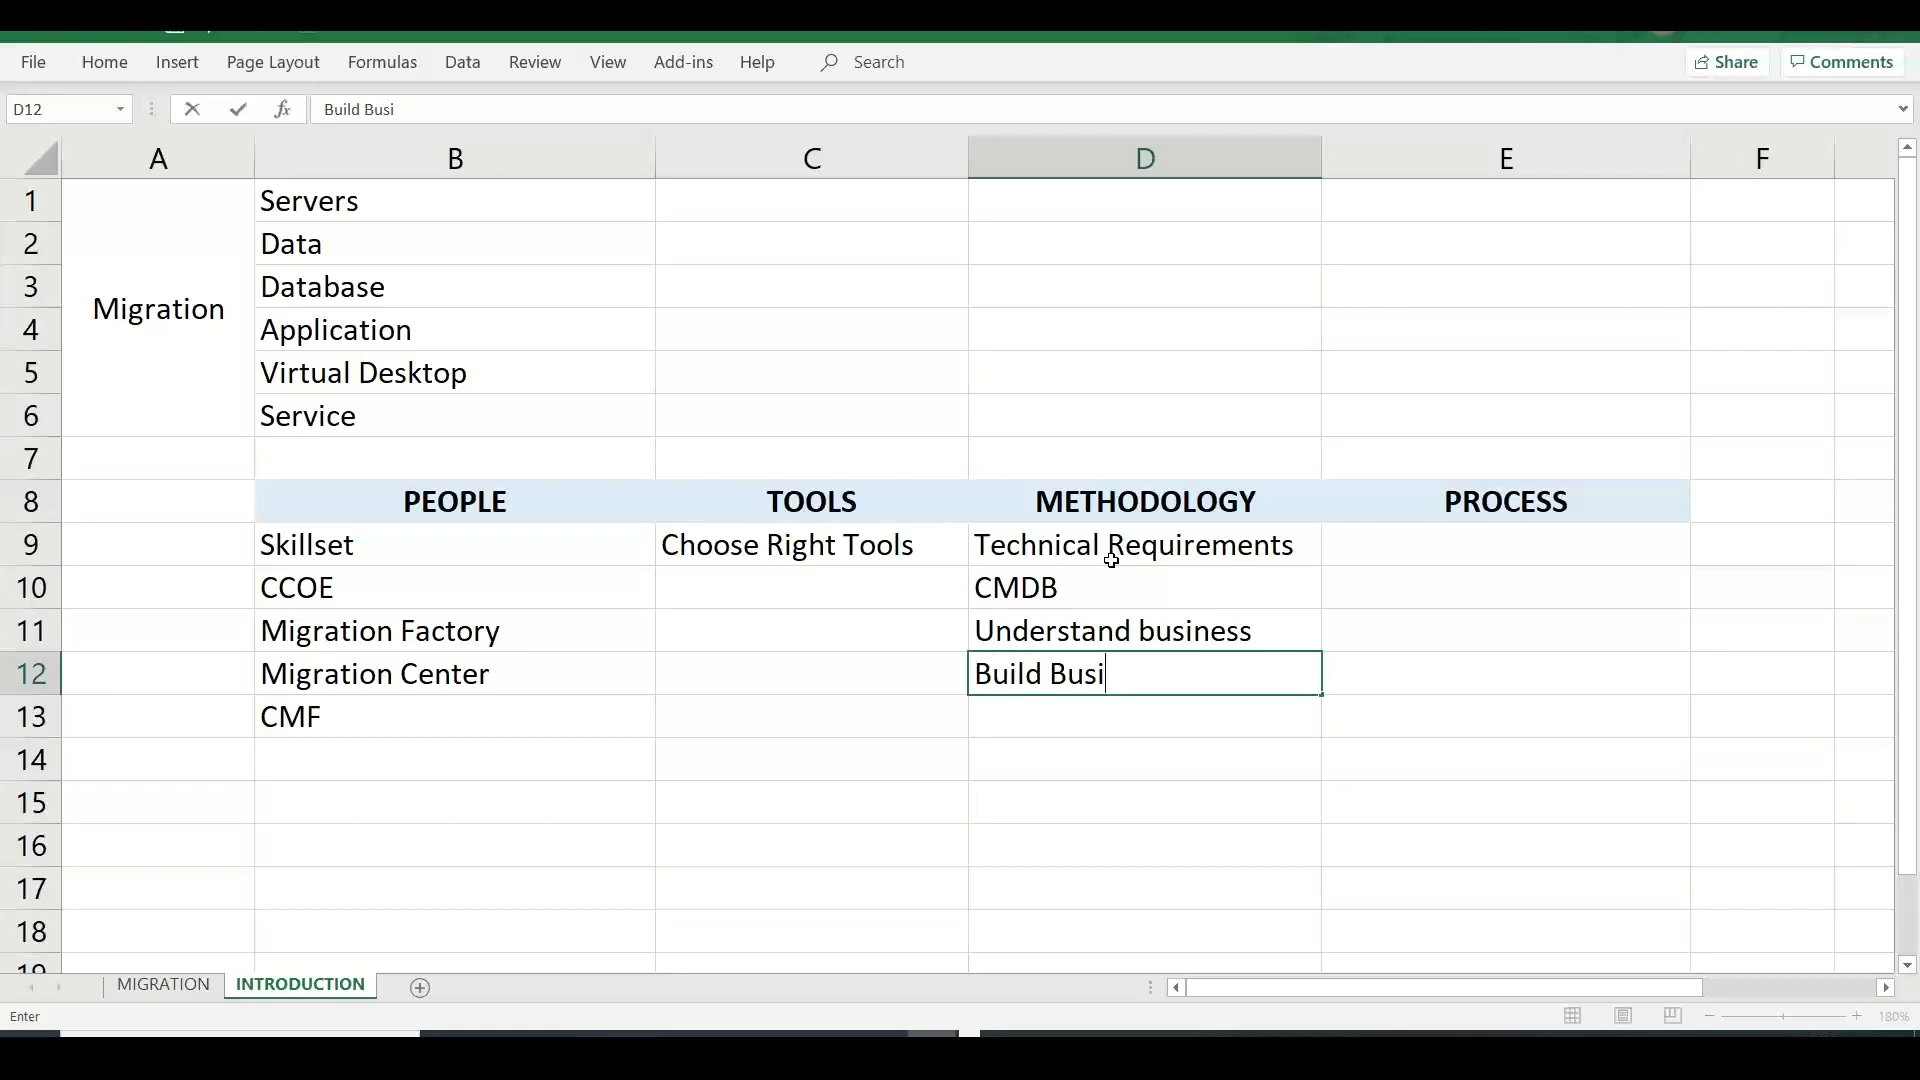 File Home Insert Page Layout Formulas Data Review View Add-ins Help Search Share Comments
D12 fx Build Busi
A B C D E F
1 Servers
2 Data
3 Database
Migration
4 Application
5 Virtual Desktop
6 Service
7
8 PEOPLE TOOLS METHODOLOGY PROCESS
9 Skillset Choose Right Tools Technical Requirements
10 CCOE CMDB
11 Migration Factory Understand business
12 Migration Center Build Busi
13 CMF
14
15
16
17
18
19
MIGRATION INTRODUCTION
Enter 180%